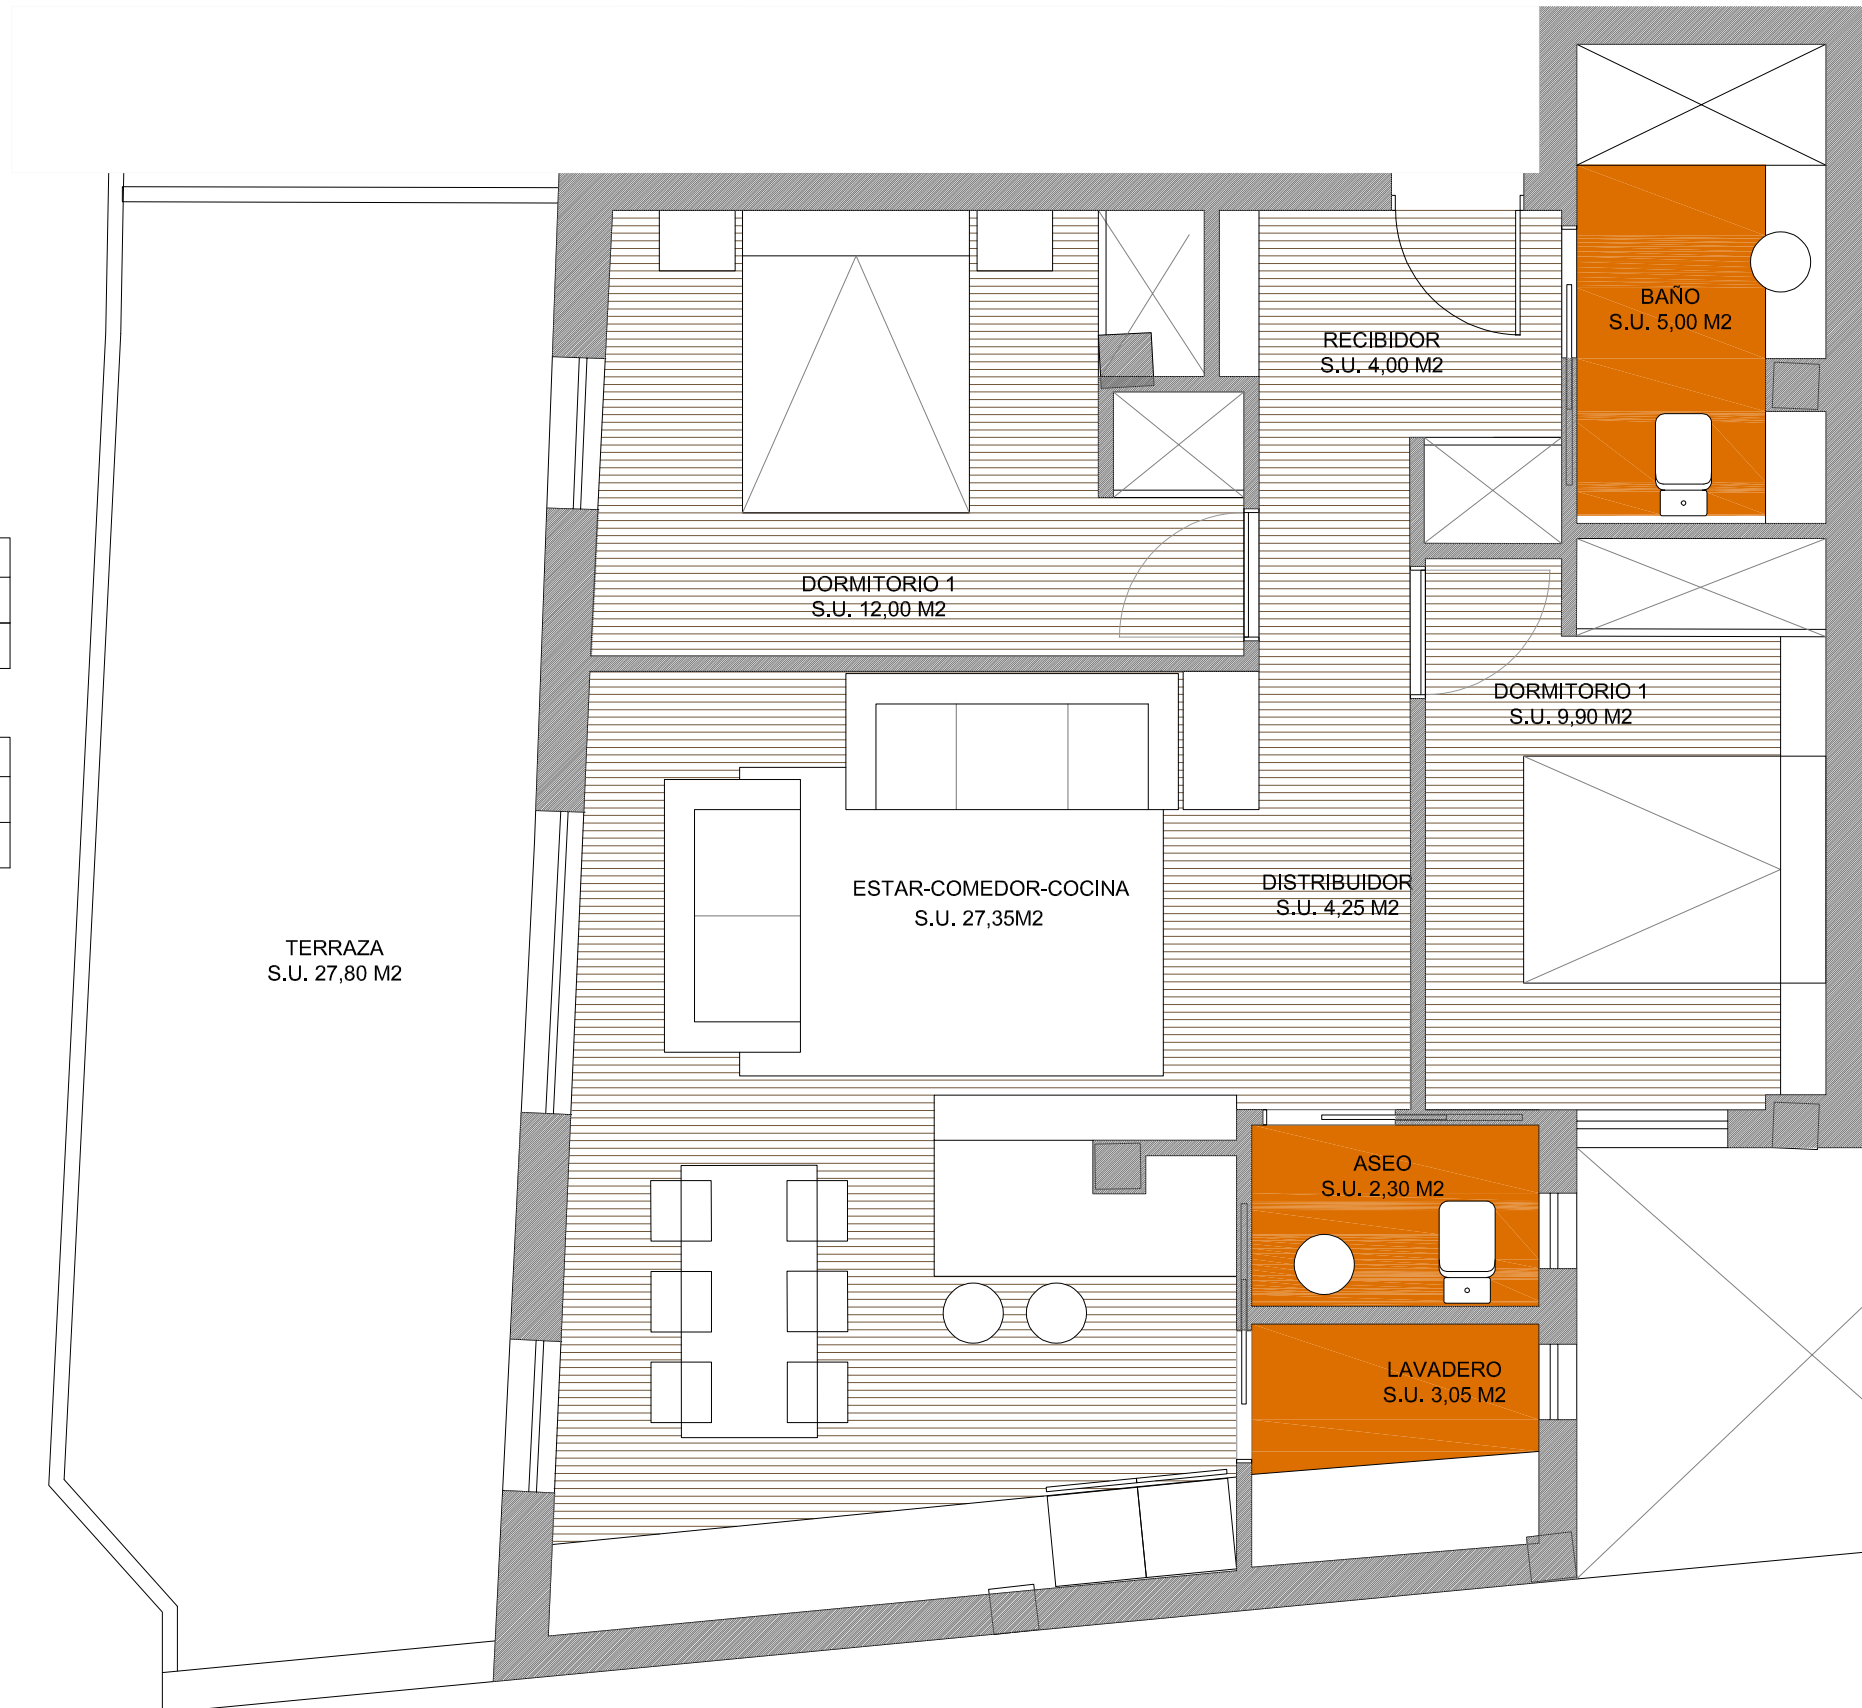 BAÑO
S.U. 5,00 M2
RECIBIDOR
S.U. 4,00 M2
DORMITORIO 1
S.U. 12,00 M2
DORMITORIO 1
S.U. 9,90 M2
ESTAR-COMEDOR-COCINA
S.U. 27,35M2
DISTRIBUIDOR
S.U. 4,25 M2
TERRAZA
S.U. 27,80 M2
ASEO
S.U. 2,30 M2
LAVADERO
S.U. 3,05 M2